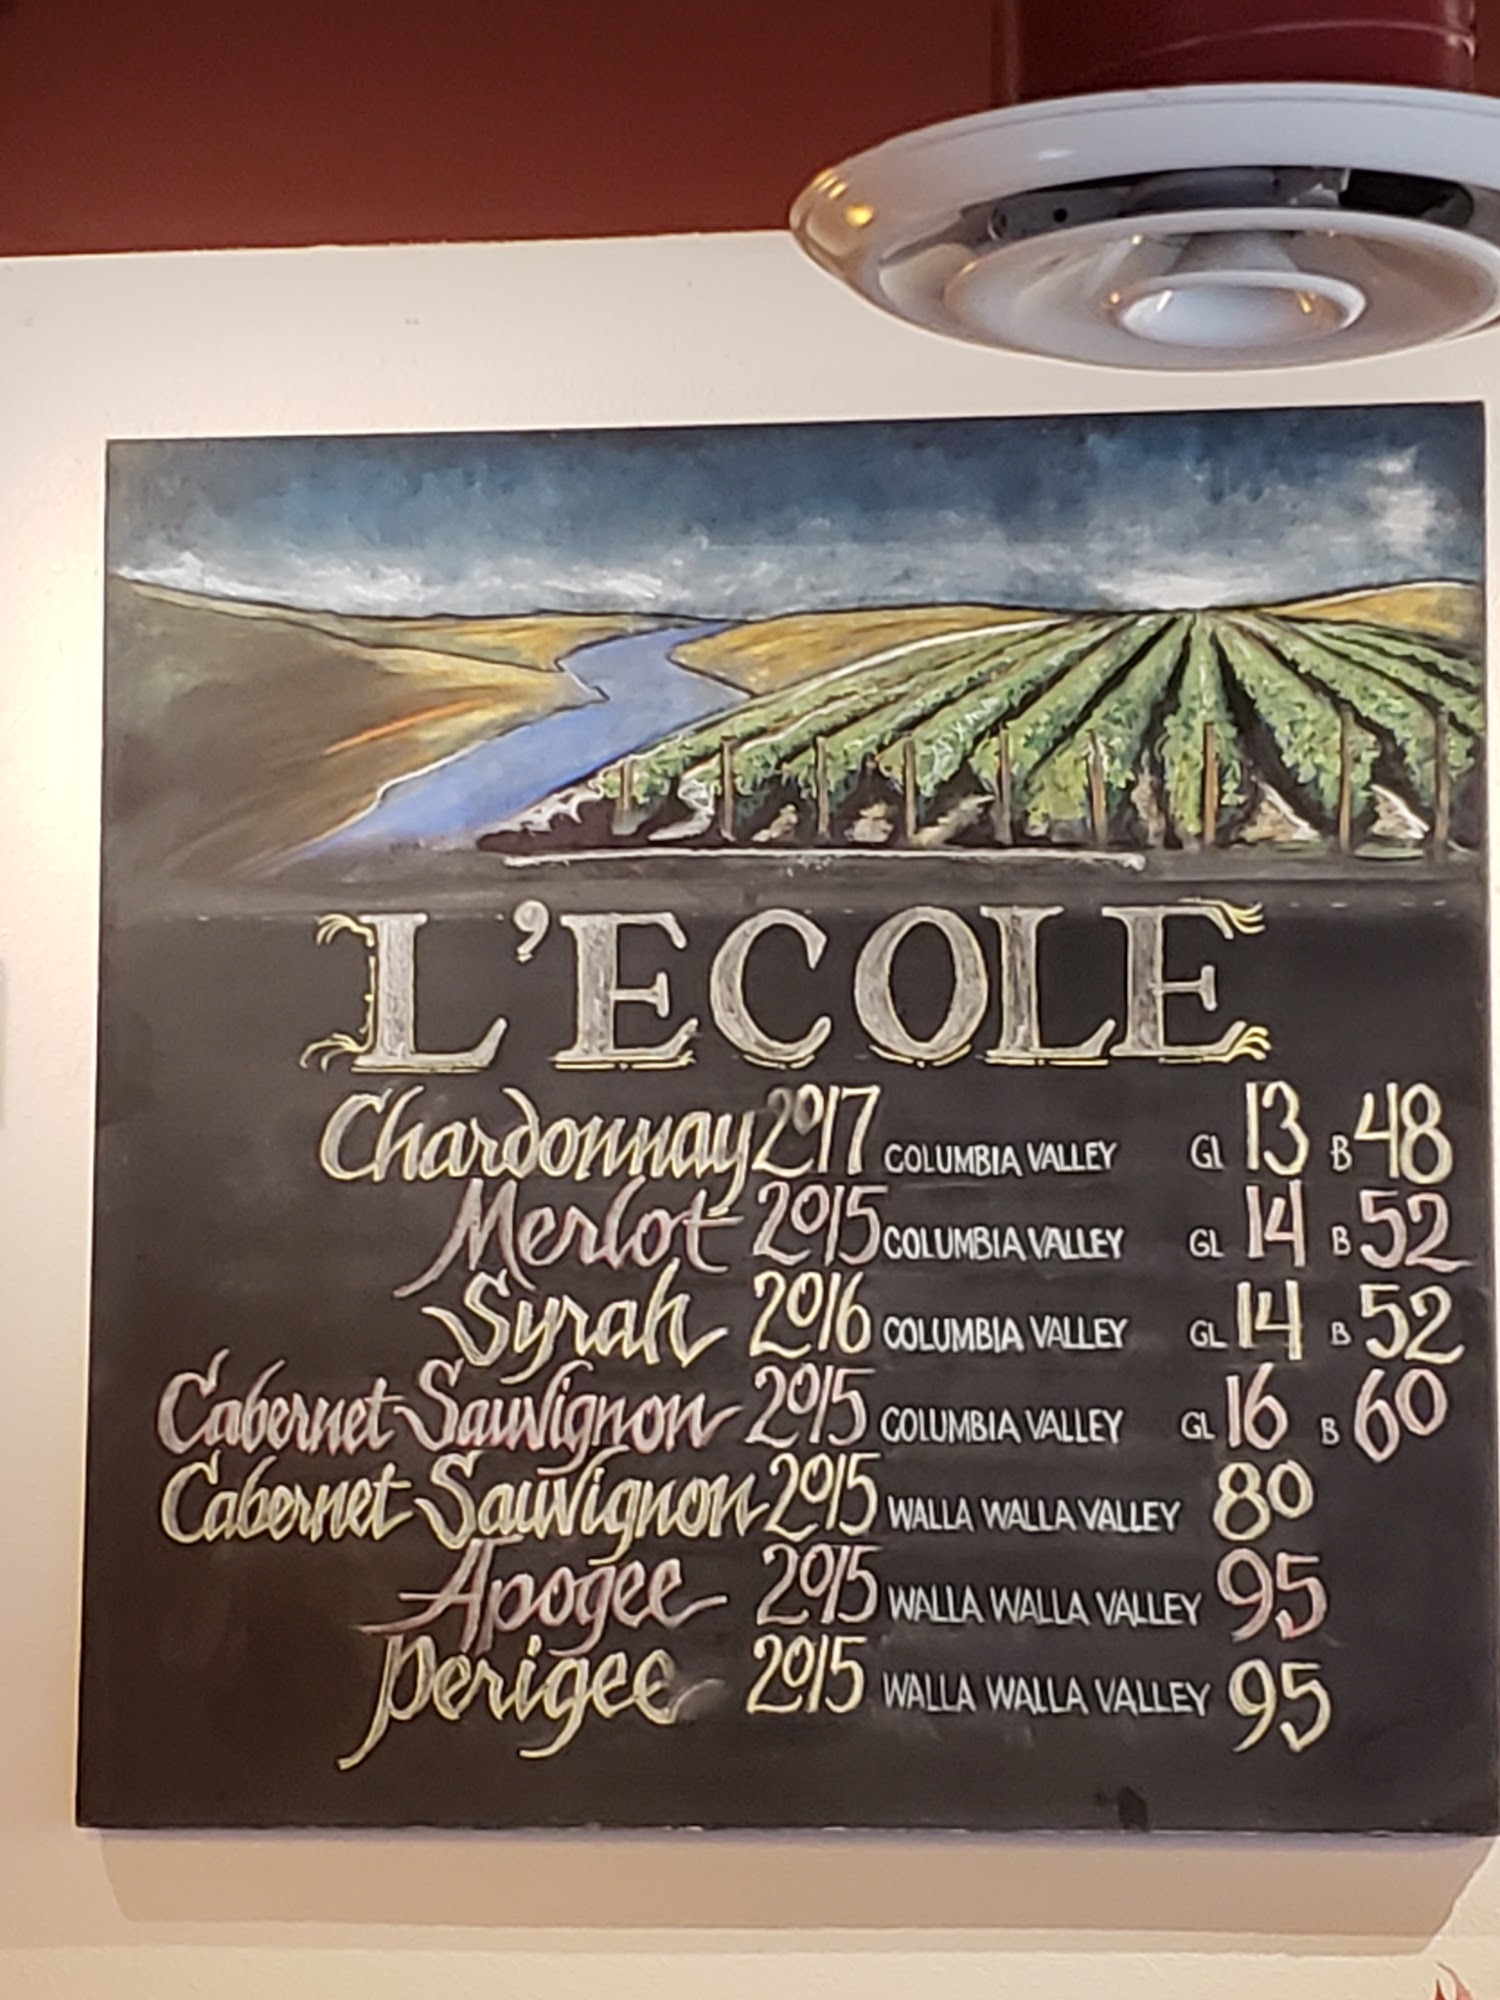 L'ECOLE
Chardonnay 2017 COLUMBIA VALLEY Gl 13 B 48
Merlot 2015 COLUMBIA VALLEY GL 14 B 52
Syrah 2016 COLUMBIA VALLEY GL 14 B 52
Cabernet Sauvignon 2015 COLUMBIA VALLEY GL 16 B 60
Cabernet Sauvignon 2015 WALLA WALLA VALLEY 80
Apogee 2015 WALLA WALLA VALLEY 95
Perigee 2015 WALLA WALLA VALLEY 95